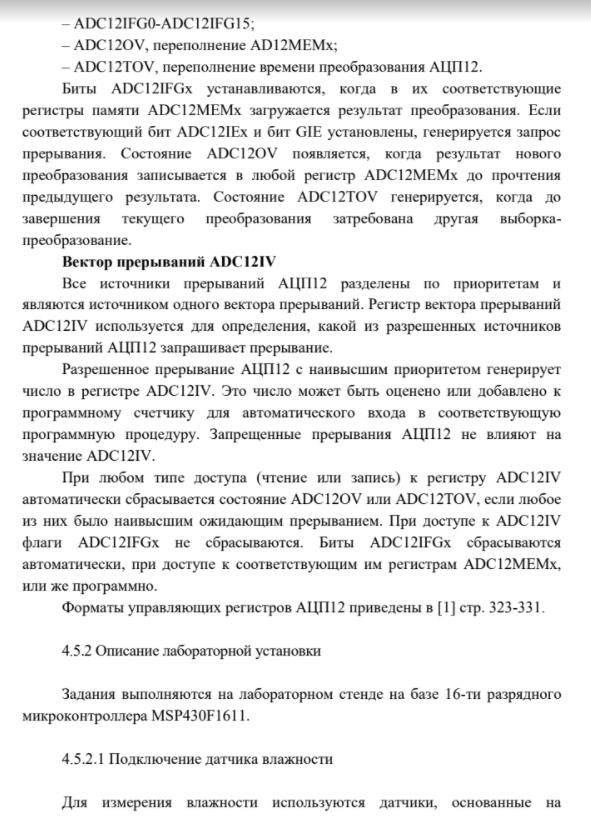 – ADC12IFG0-ADC12IFG15;
– ADC12OV, переполнение AD12MEMx;
– ADC12TOV, переполнение времени преобразования АЦП12.
Биты ADC12IFGx устанавливаются, когда в их соответствующие
регистры памяти ADC12MEMx загружается результат преобразования. Если
соответствующий бит ADC12IEx и бит GIE установлены, генерируется запрос
прерывания. Состояние ADC12OV появляется, когда результат нового
преобразования записывается в любой регистр ADC12MEMx до прочтения
предыдущего результата. Состояние ADC12TOV генерируется, когда до
завершения текущего преобразования затребована другая выборка-
преобразование.
Вектор прерываний ADC12IV
Все источники прерываний АЦП12 разделены по приоритетам и
являются источником одного вектора прерываний. Регистр вектора прерываний
ADC12IV используется для определения, какой из разрешенных источников
прерываний АЦП12 запрашивает прерывание.
Разрешенное прерывание АЦП12 с наивысшим приоритетом генерирует
число в регистре ADC12IV. Это число может быть оценено или добавлено к
программному счетчику для автоматического входа в соответствующую
программную процедуру. Запрещенные прерывания АЦП12 не влияют на
значение ADC12IV.
При любом типе доступа (чтение или запись) к регистру ADC12IV
автоматически сбрасывается состояние ADC12OV или ADC12TOV, если любое
из них было наивысшим ожидающим прерыванием. При доступе к ADC12IV
флаги ADC12IFGx не сбрасываются. Биты ADC12IFGx сбрасываются
автоматически, при доступе к соответствующим им регистрам ADC12MEMx,
или же программно.
Форматы управляющих регистров АЦП12 приведены в [1] стр. 323-331.
4.5.2 Описание лабораторной установки
Задания выполняются на лабораторном стенде на базе 16-ти разрядного
микроконтроллера MSP430F1611.
4.5.2.1 Подключение датчика влажности
Для измерения влажности используются датчики, основанные на